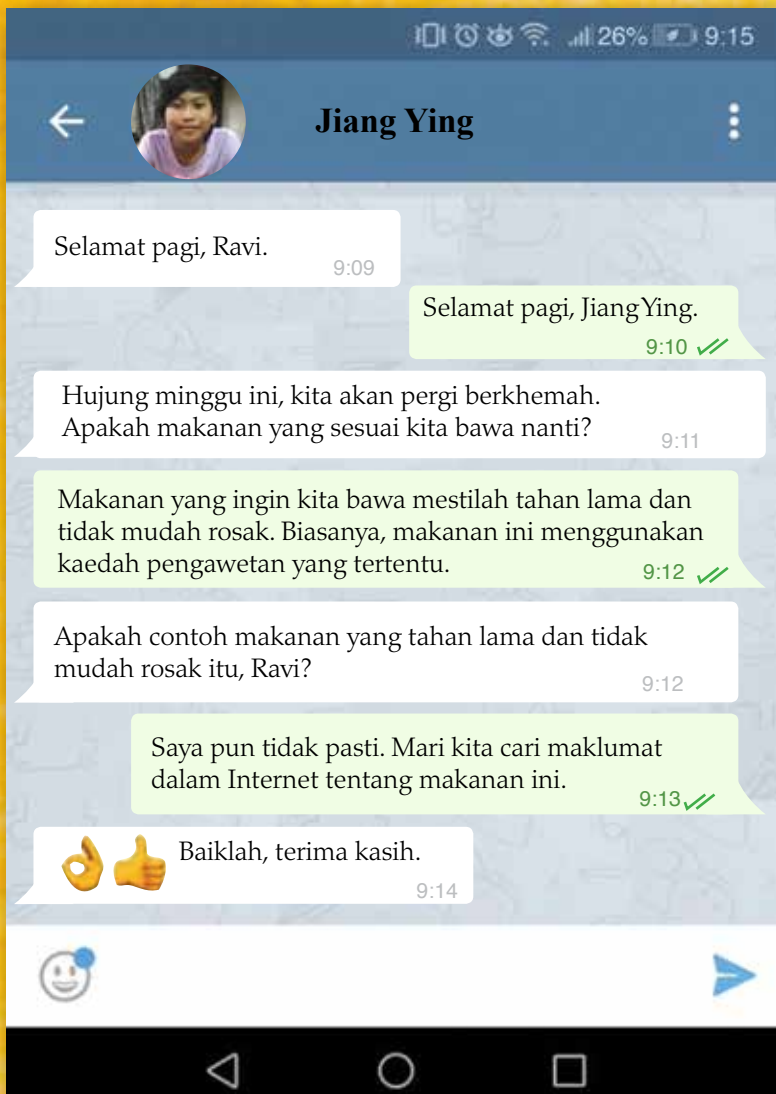 26% 9:15
Jiang Ying
Selamat pagi, Ravi.
9:09
Selamat pagi, Jiang Ying.
9:10
Hujung minggu ini, kita akan pergi berkhemah.
Apakah makanan yang sesuai kita bawa nanti?
9:11
Makanan yang ingin kita bawa mestilah tahan lama dan
tidak mudah rosak. Biasanya, makanan ini menggunakan
kaedah pengawetan yang tertentu.
9:12
Apakah contoh makanan yang tahan lama dan tidak
mudah rosak itu, Ravi?
9:12
Saya pun tidak pasti. Mari kita cari maklumat
dalam Internet tentang makanan ini.
9:13
Baiklah, terima kasih.
9:14